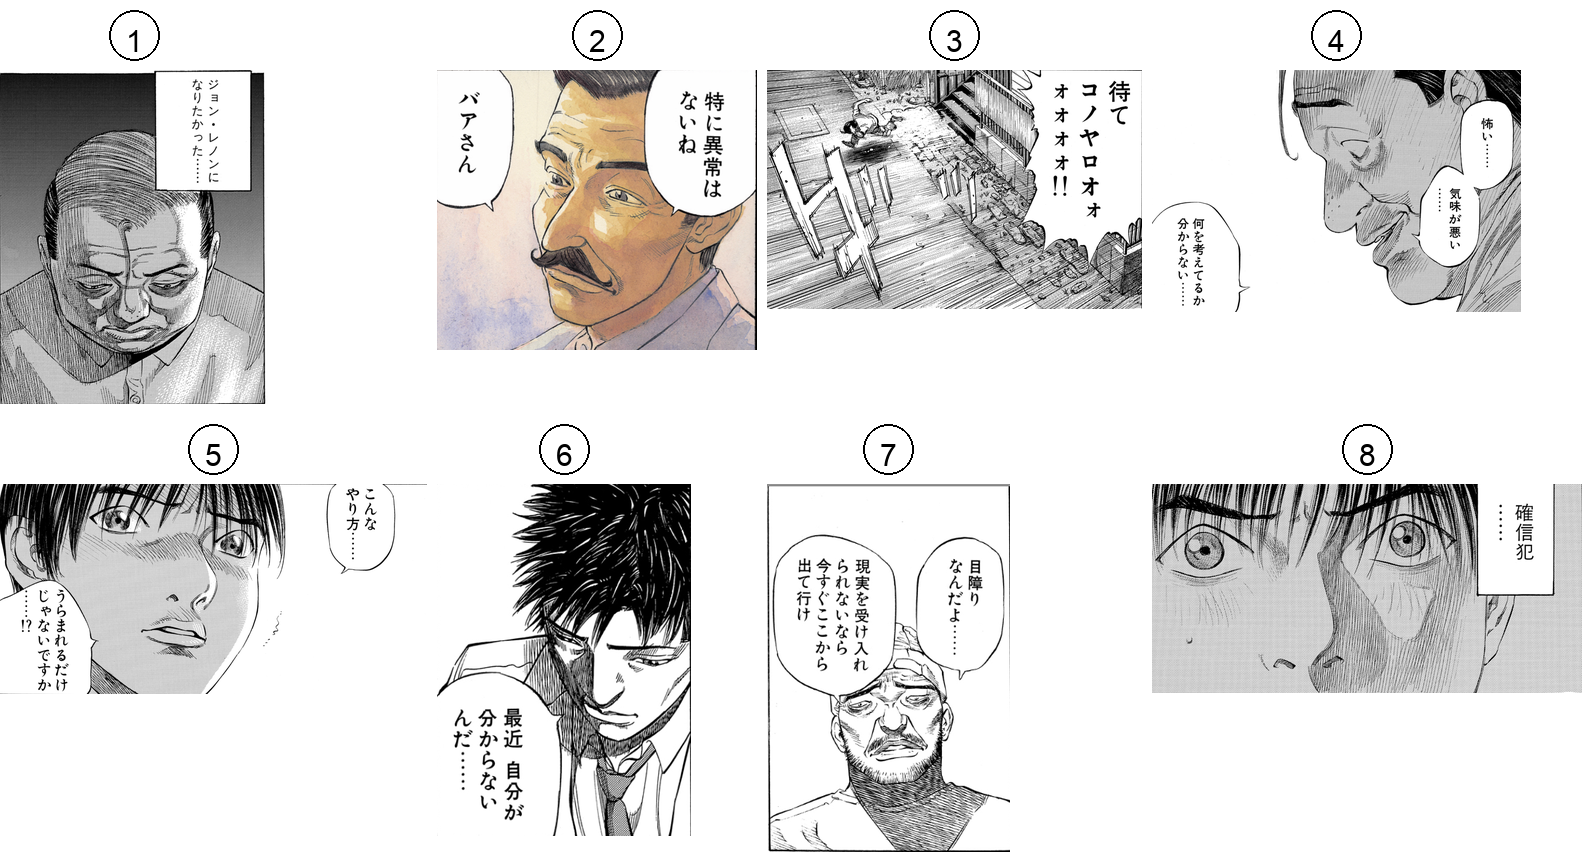 1
ジョン・レノンに
なりたかった……
2
特に異常は
ないね
バアさん
3
待て
コノヤロオォ
ォォォォ!!
4
怖い……
気味が悪い
……
何を考えてるか
分からない……
5
こんな
やり方……
うらまれるだけ
じゃないですか
……!?
6
最近 自分が
分からない
んだ……
7
目障り
なんだよ……
現実を受け入れ
られないなら
今すぐここから
出て行け
8
確信犯
……